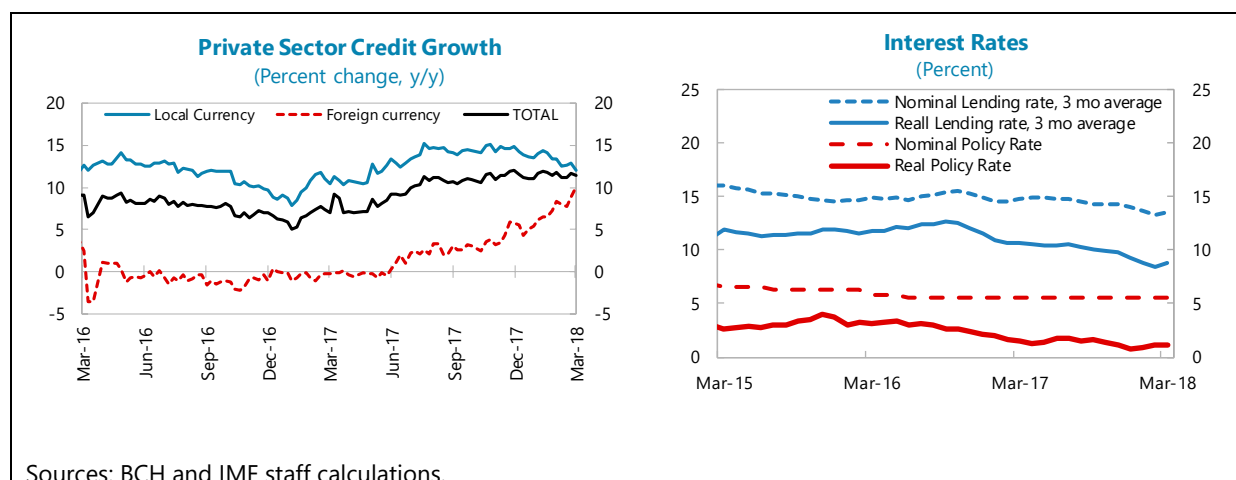 Private Sector Credit Growth
(Percent change, y/y)
20
15
10
5
0
-5
Local Currency
Foreign currency
TOTAL
20
15
10
5
0
-5
Mar-16
Jun-16
Sep-16
Dec-16
Mar-17
Jun-17
Sep-17
Dec-17
Mar-18
Interest Rates
(Percent)
25
20
15
10
5
0
Nominal Lending rate, 3 mo average
Reall Lending rate, 3 mo average
Nominal Policy Rate
Real Policy Rate
25
20
15
10
5
0
Mar-15
Mar-16
Mar-17
Mar-18
Sources: BCH and IMF staff calculations.